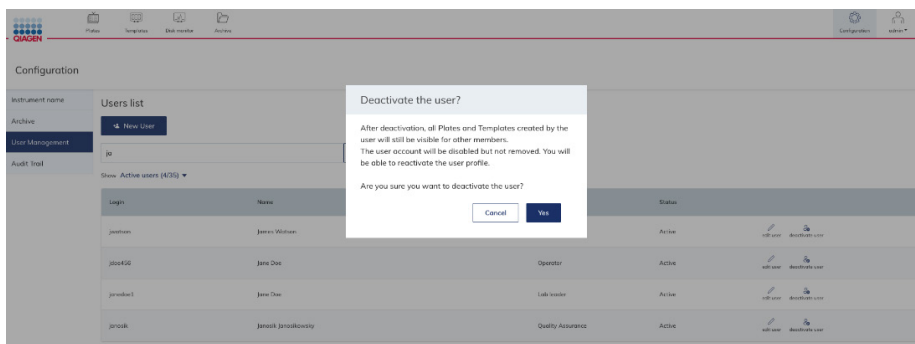 QIAGEN
Plates
Templates
Disk monitor
Archive
Configuration
admin
Configuration
Instrument name
Archive
User Management
Audit Trail
Users list
New User
ja
Show Active users (4/35)
Login Name Status
jwatson James Watson Active edit user deactivate user
jdoe456 Jane Doe Operator Active edit user deactivate user
janedoe1 Jane Doe Lab leader Active edit user deactivate user
janosik Janosik Janosikowsky Quality Assurance Active edit user deactivate user
Deactivate the user?
After deactivation, all Plates and Templates created by the
user will still be visible for other members.
The user account will be disabled but not removed. You will
be able to reactivate the user profile.
Are you sure you want to deactivate the user?
Cancel Yes